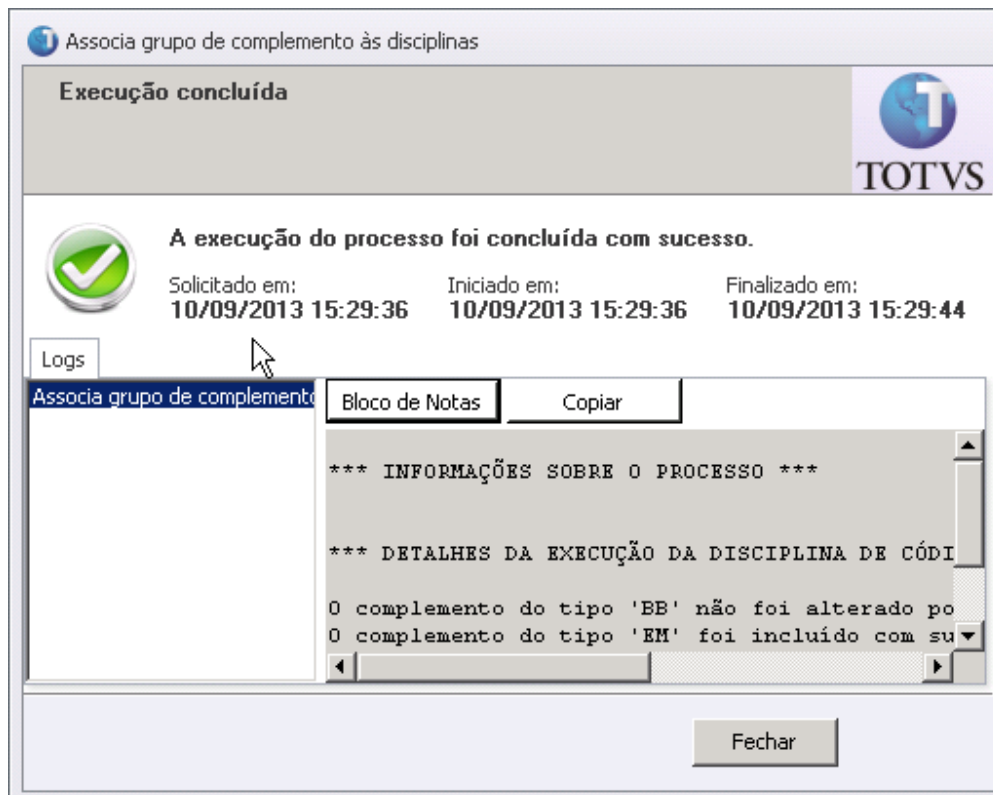 Associa grupo de complemento às disciplinas
Execução concluída
TOTVS
A execução do processo foi concluída com sucesso.
Solicitado em: Iniciado em: Finalizado em:
10/09/2013 15:29:36 10/09/2013 15:29:36 10/09/2013 15:29:44
Logs
Associa grupo de complemento
Bloco de Notas Copiar
*** INFORMAÇÕES SOBRE O PROCESSO ***
*** DETALHES DA EXECUÇÃO DA DISCIPLINA DE CÓDI
O complemento do tipo 'BB' não foi alterado po
O complemento do tipo 'EM' foi incluído com su
Fechar